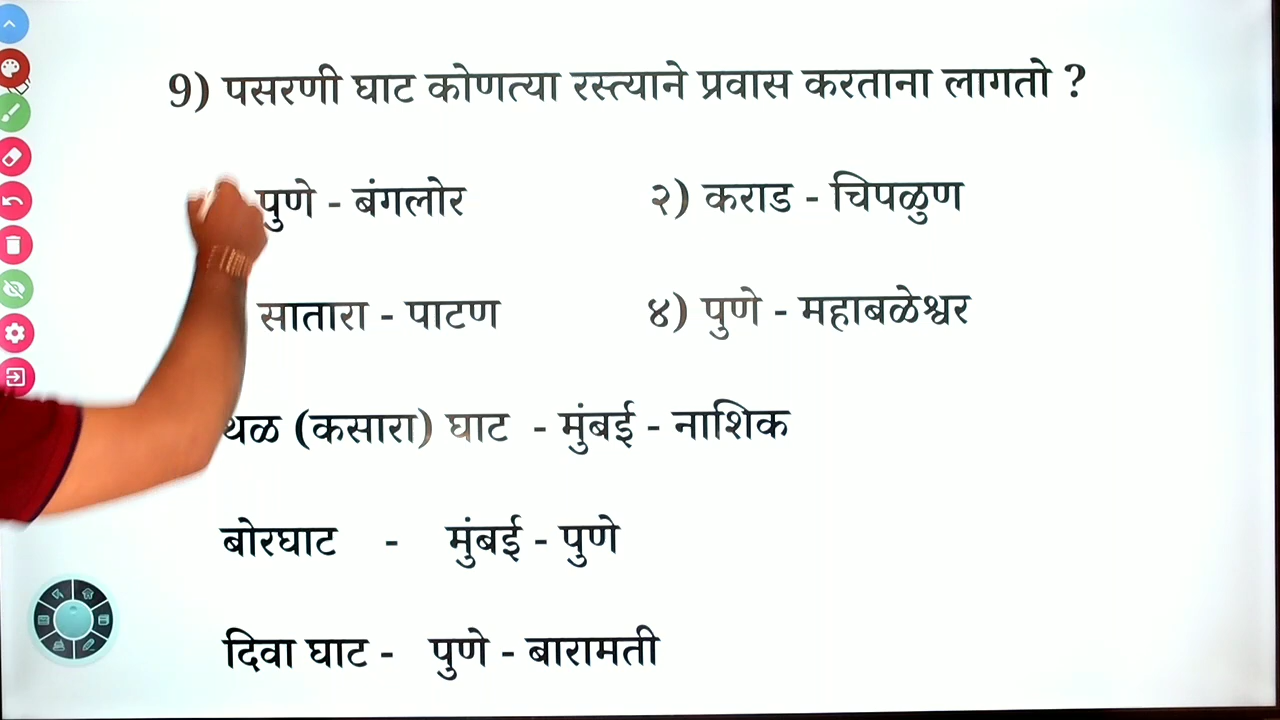 9) पसरणी घाट कोणत्या रस्त्याने प्रवास करताना लागतो ?
पुणे - बंगलोर २) कराड - चिपळुण
सातारा - पाटण ४) पुणे - महाबळेश्वर
थळ (कसारा) घाट - मुंबई - नाशिक
बोरघाट - मुंबई - पुणे
दिवा घाट - पुणे - बारामती